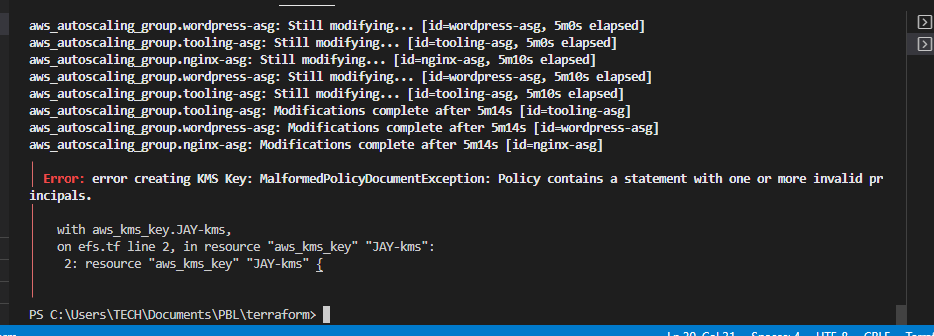 aws_autoscaling_group.wordpress-asg: Still modifying... [id=wordpress-asg, 5m0s elapsed]
aws_autoscaling_group.tooling-asg: Still modifying... [id=tooling-asg, 5m0s elapsed]
aws_autoscaling_group.nginx-asg: Still modifying... [id=nginx-asg, 5m10s elapsed]
aws_autoscaling_group.wordpress-asg: Still modifying... [id=wordpress-asg, 5m10s elapsed]
aws_autoscaling_group.tooling-asg: Still modifying... [id=tooling-asg, 5m10s elapsed]
aws_autoscaling_group.tooling-asg: Modifications complete after 5m14s [id=tooling-asg]
aws_autoscaling_group.wordpress-asg: Modifications complete after 5m14s [id=wordpress-asg]
aws_autoscaling_group.nginx-asg: Modifications complete after 5m14s [id=nginx-asg]
Error: error creating KMS Key: MalformedPolicyDocumentException: Policy contains a statement with one or more invalid pr
incipals.
with aws_kms_key.JAY-kms,
on efs.tf line 2, in resource "aws_kms_key" "JAY-kms":
2: resource "aws_kms_key" "JAY-kms" {
PS C:\Users\TECH\Documents\PBL\terraform>